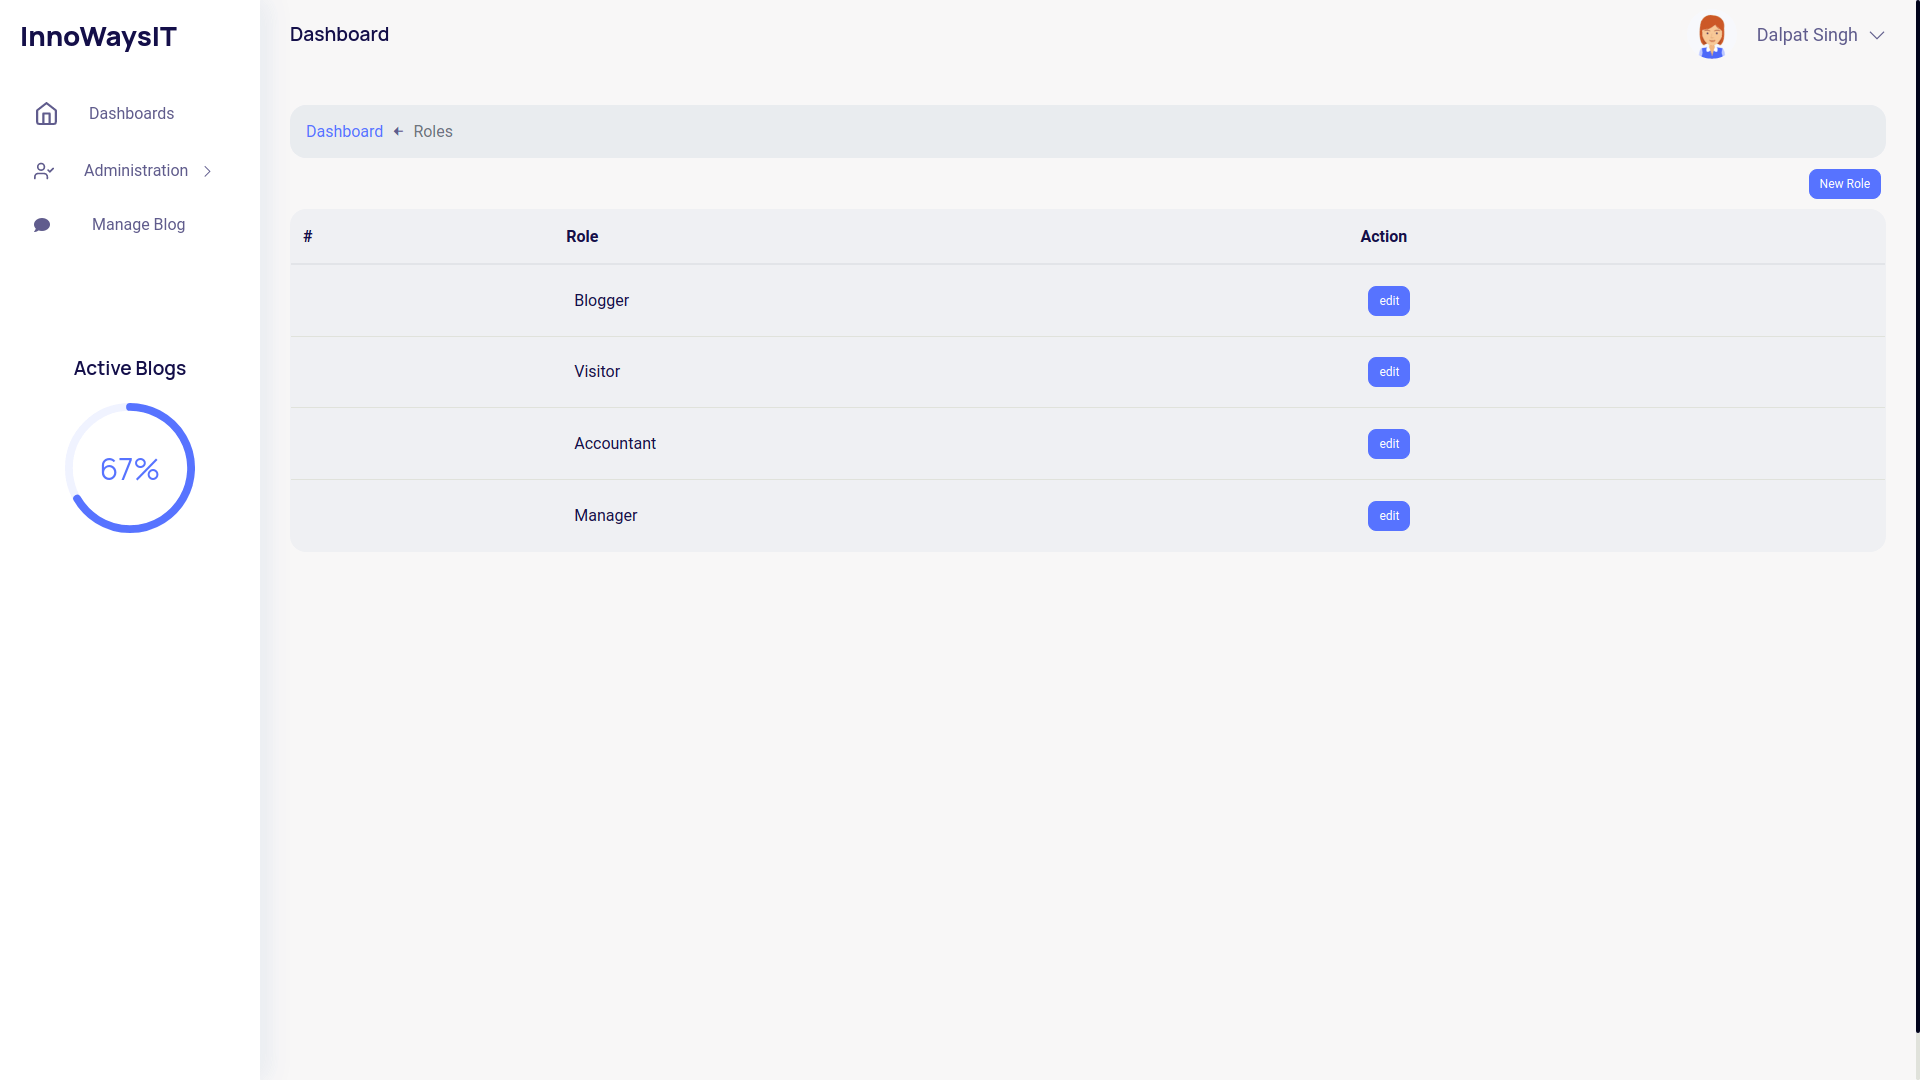 InnoWaysIT
Dashboards
Administration
Manage Blog
Active Blogs
67%
Dashboard
Dalpat Singh
Dashboard Roles
New Role
# Role Action
Blogger edit
Visitor edit
Accountant edit
Manager edit